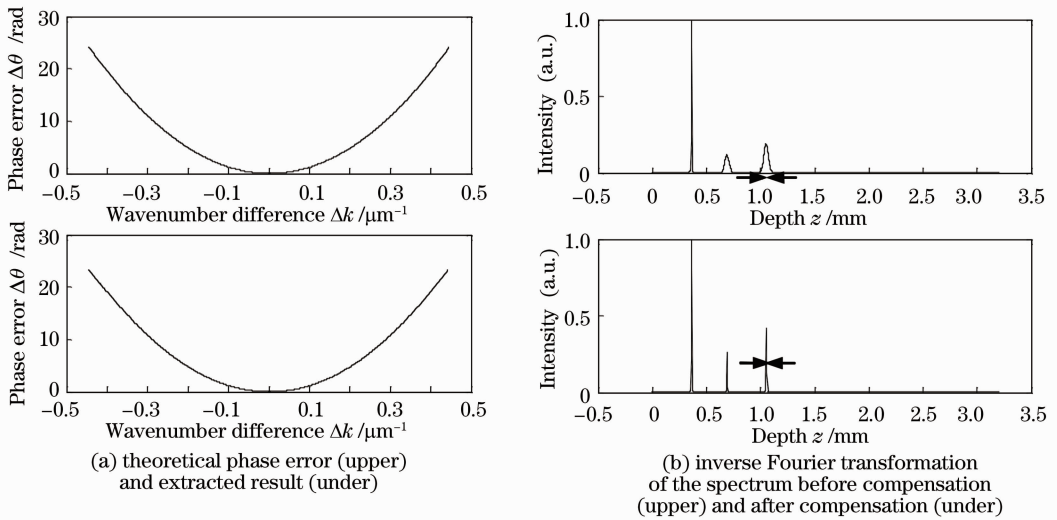 30
20
10
0
Phase error Δθ /rad
−0.5 −0.3 −0.1 0.1 0.3 0.5
Wavenumber difference Δk /μm⁻¹
30
20
10
0
Phase error Δθ /rad
−0.5 −0.3 −0.1 0.1 0.3 0.5
Wavenumber difference Δk /μm⁻¹
(a) theoretical phase error (upper)
and extracted result (under)
1.0
0.5
0
Intensity (a.u.)
−0.5 0 0.5 1.0 1.5 2.0 2.5 3.0 3.5
Depth z /mm
1.0
0.5
0
Intensity (a.u.)
−0.5 0 0.5 1.0 1.5 2.0 2.5 3.0 3.5
Depth z /mm
(b) inverse Fourier transformation
of the spectrum before compensation
(upper) and after compensation (under)